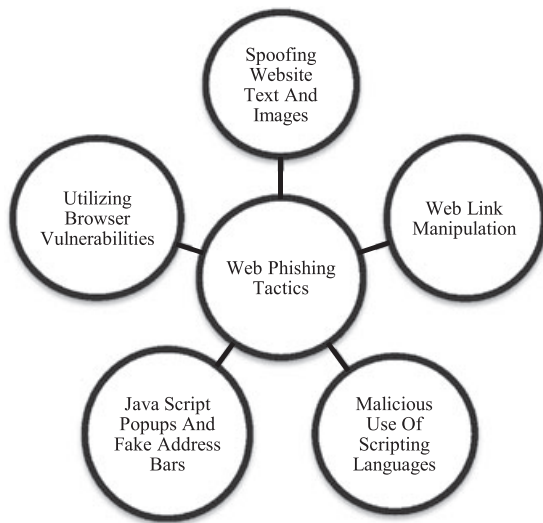 Spoofing
Website
Text And
Images
Utilizing
Browser
Vulnerabilities
Web Link
Manipulation
Web Phishing
Tactics
Java Script
Popups And
Fake Address
Bars
Malicious
Use Of
Scripting
Languages